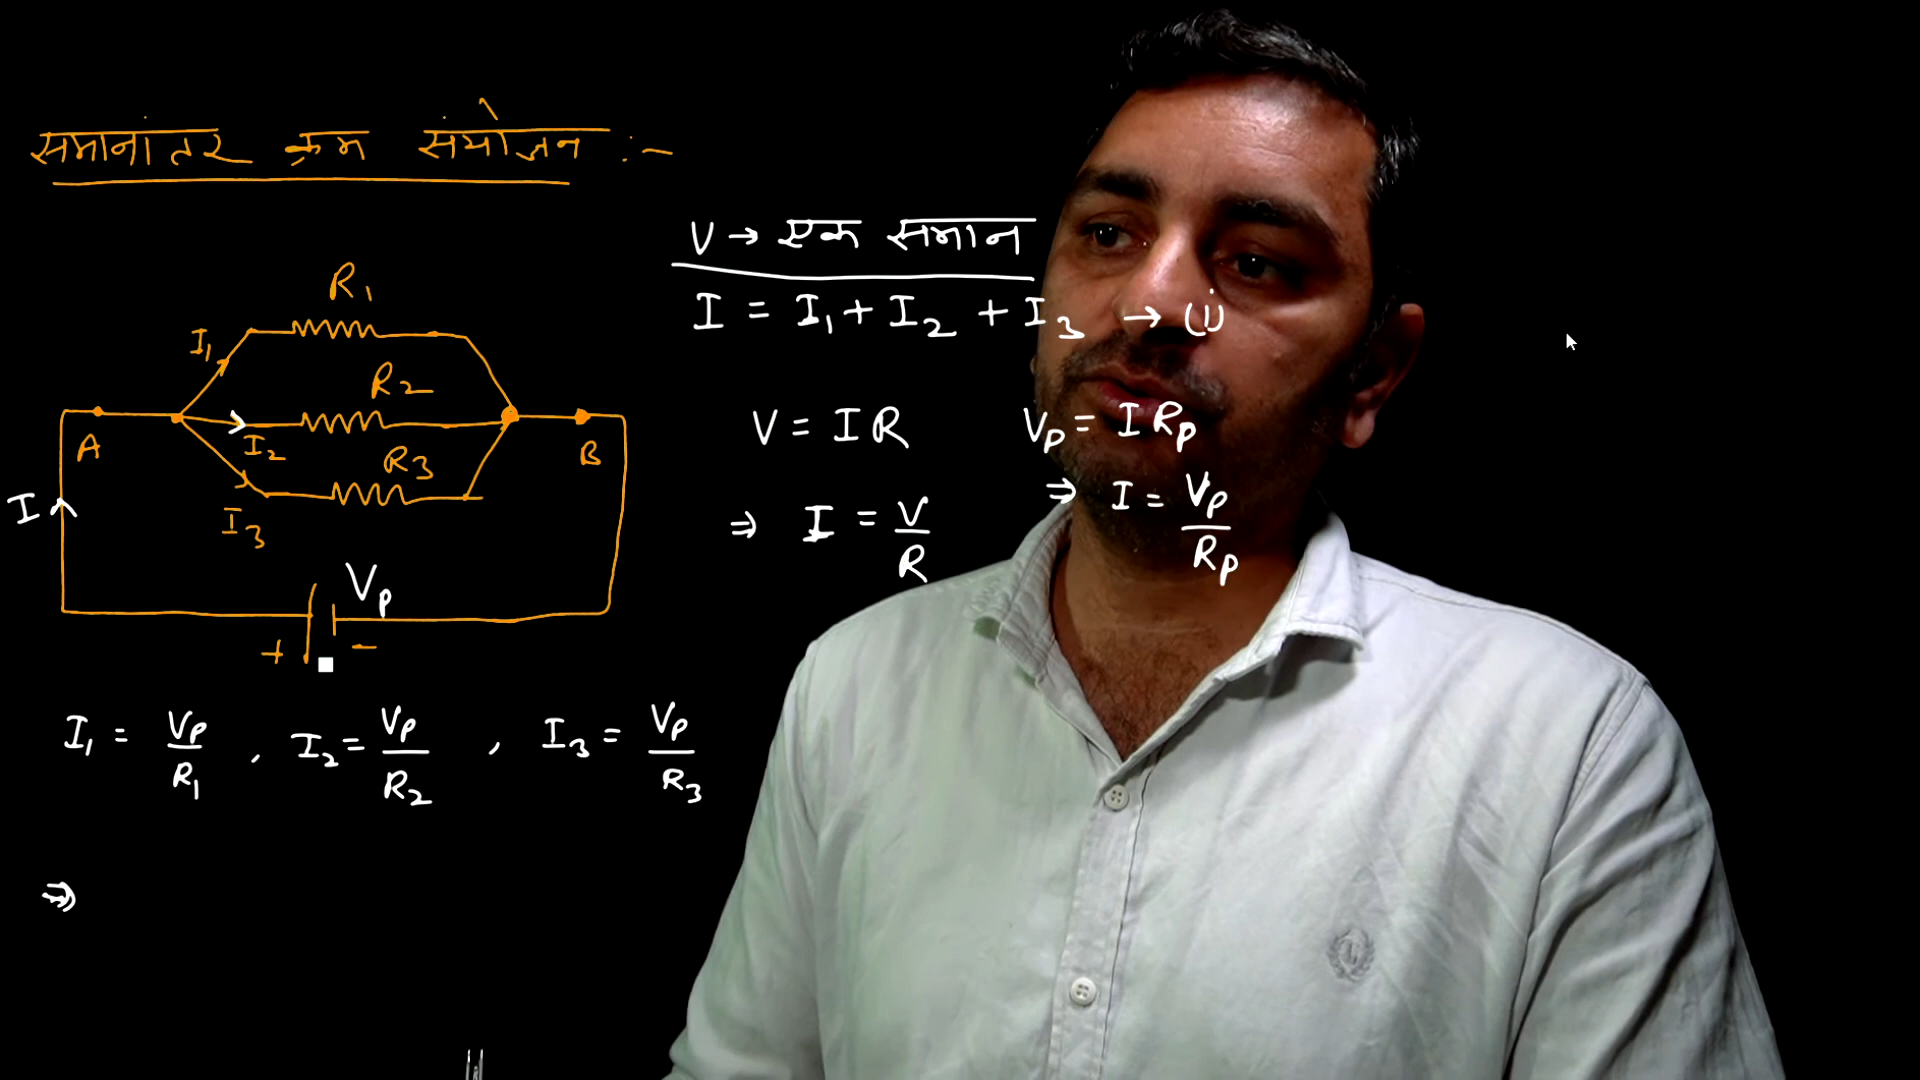 समानांतर क्रम संयोजन :-
V → एक समान
I = I₁ + I₂ + I₃ → (i)
R₁
I₁
R₂
I₂
R₃
I₃
A
B
I
Vₚ
+ -
V = IR
Vₚ = I Rₚ
⇒ I = V/R
⇒ I = Vₚ/Rₚ
I₁ = Vₚ/R₁ , I₂ = Vₚ/R₂ , I₃ = Vₚ/R₃
⇒